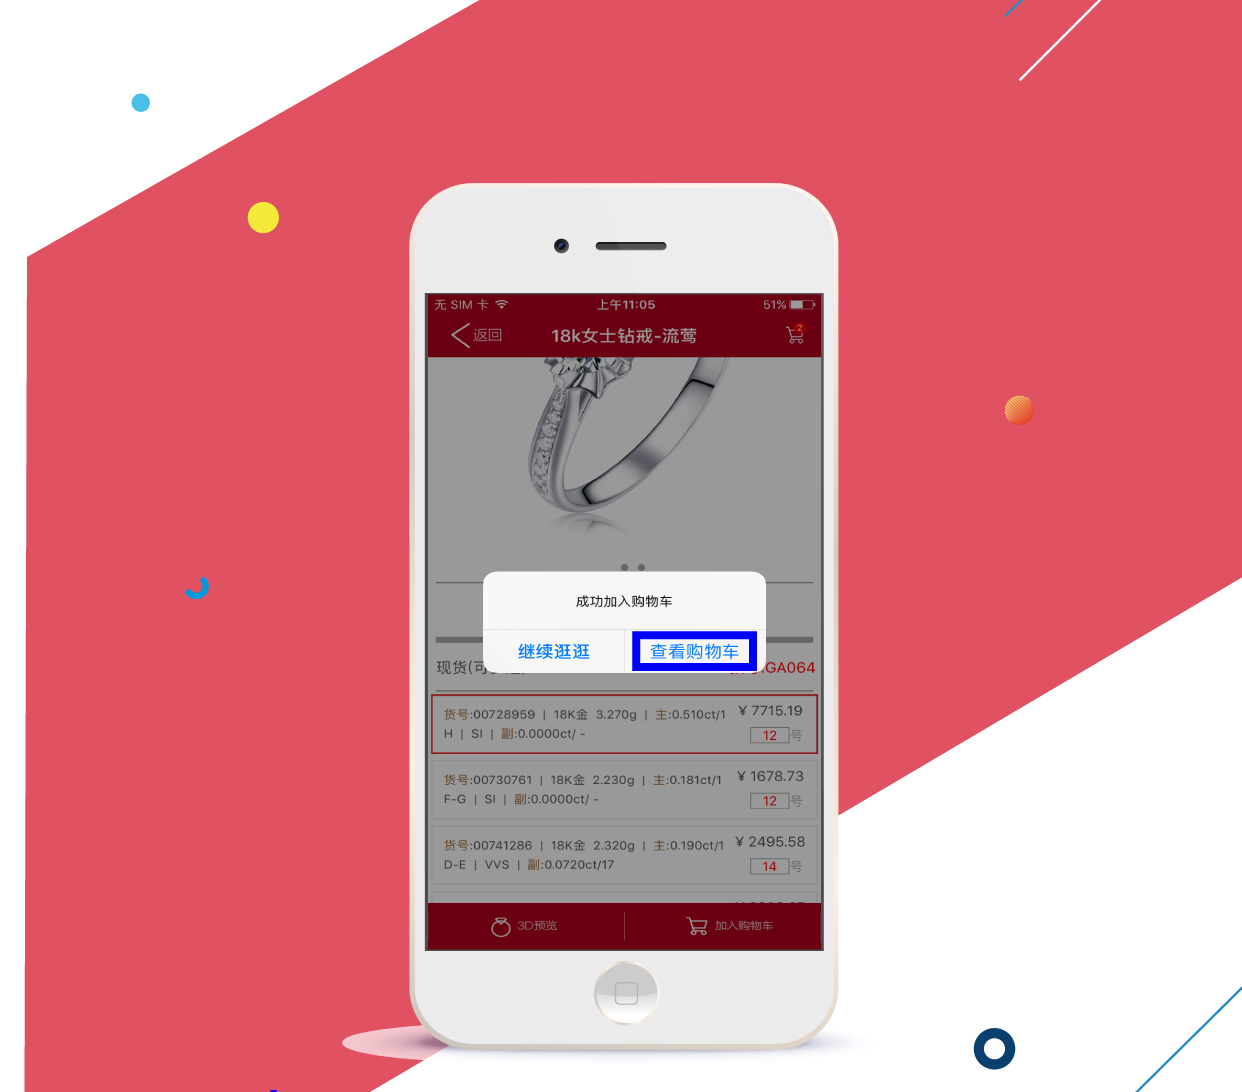 无 SIM 卡 上午11:05 51%
返回 18k女士钻戒-流莺 2
成功加入购物车
继续逛逛 查看购物车
现货(可 GA064
货号:00728959 | 18K金 3.270g | 主:0.510ct/1 ¥ 7715.19
H | SI | 副:0.0000ct/ - 12 号
货号:00730761 | 18K金 2.230g | 主:0.181ct/1 ¥ 1678.73
F-G | SI | 副:0.0000ct/ - 12 号
货号:00741286 | 18K金 2.320g | 主:0.190ct/1 ¥ 2495.58
D-E | VVS | 副:0.0720ct/17 14 号
3D预览 加入购物车